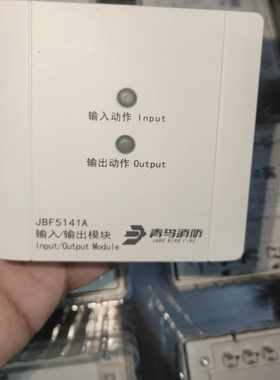 输入动作 Input
输出动作 Output
JBF5141A
输入/输出模块
Input/Output Module
青鸟消防
JADE BIRD FIRE